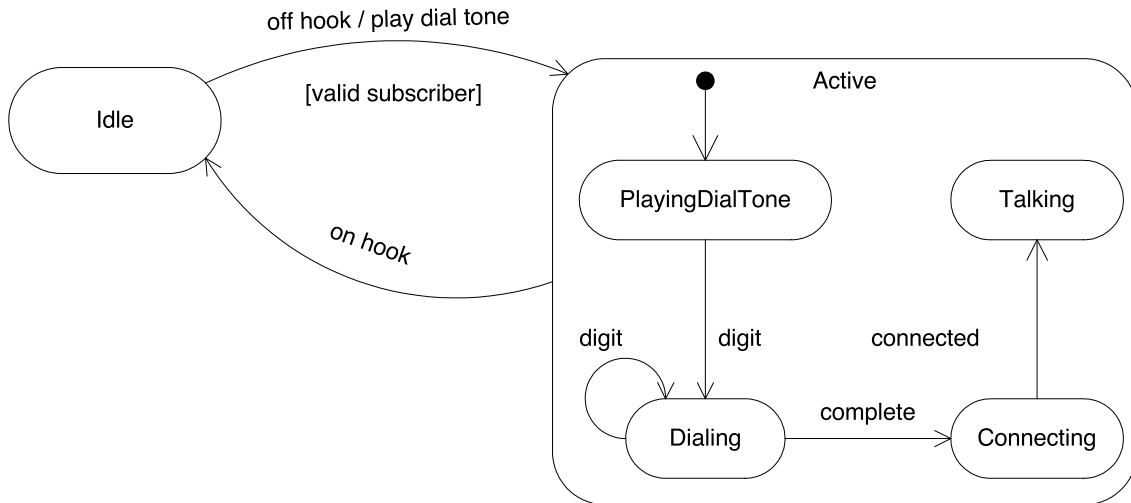 off hook / play dial tone
[valid subscriber]
Active
Idle
PlayingDialTone
Talking
on hook
digit
digit
connected
complete
Dialing
Connecting